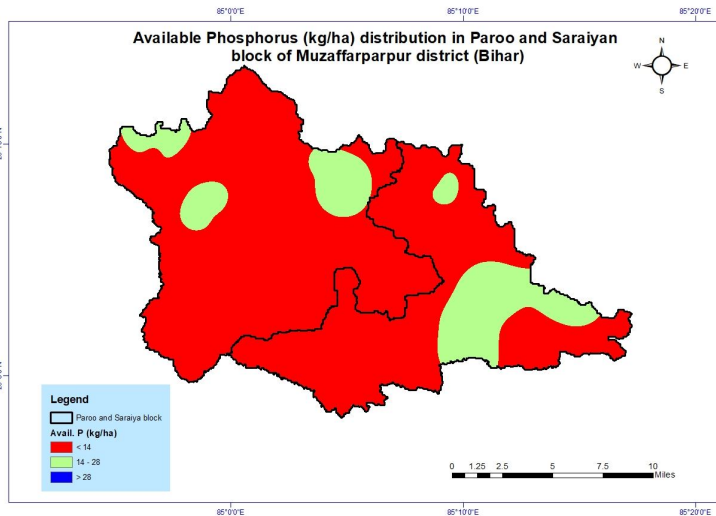 85°0'0"E 85°10'0"E 85°20'0"E
Available Phosphorus (kg/ha) distribution in Paroo and Saraiyan
block of Muzaffarparpur district (Bihar)
N
W E
S
Legend
Paroo and Saraiya block
Avail. P (kg/ha)
< 14
14 - 28
> 28
0 1.25 2.5 5 7.5 10
Miles
85°0'0"E 85°10'0"E 85°20'0"E